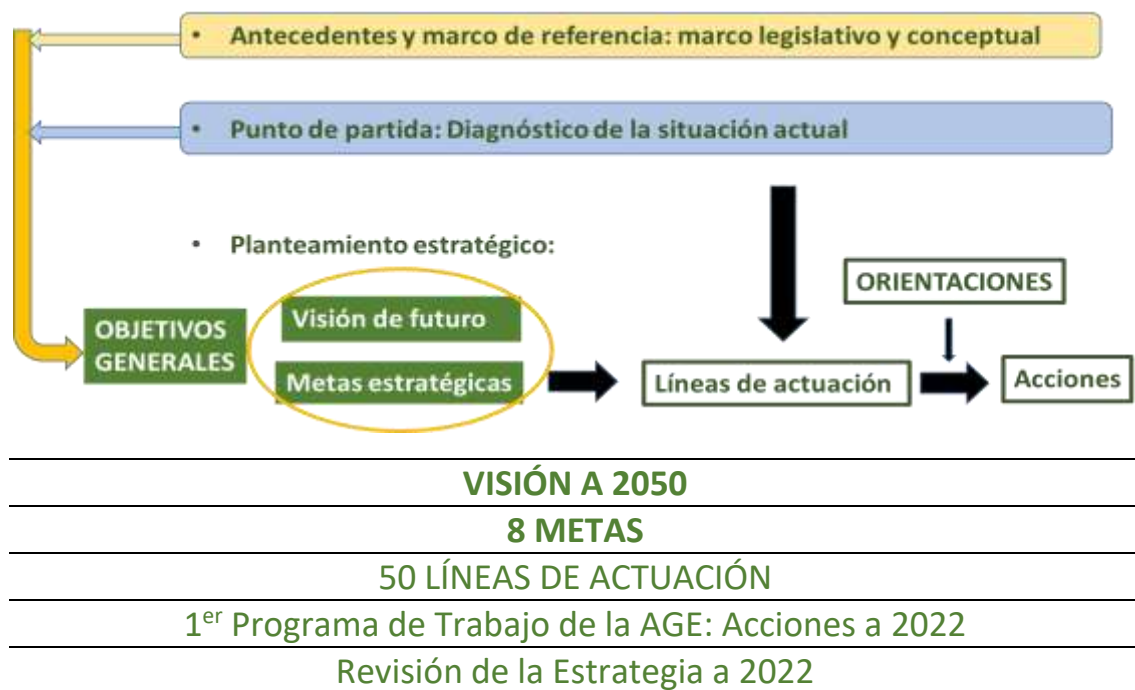 • Antecedentes y marco de referencia: marco legislativo y conceptual
• Punto de partida: Diagnóstico de la situación actual
• Planteamiento estratégico:
ORIENTACIONES
OBJETIVOS
GENERALES
Visión de futuro
Metas estratégicas
Líneas de actuación
Acciones
VISIÓN A 2050
8 METAS
50 LÍNEAS DE ACTUACIÓN
1er Programa de Trabajo de la AGE: Acciones a 2022
Revisión de la Estrategia a 2022